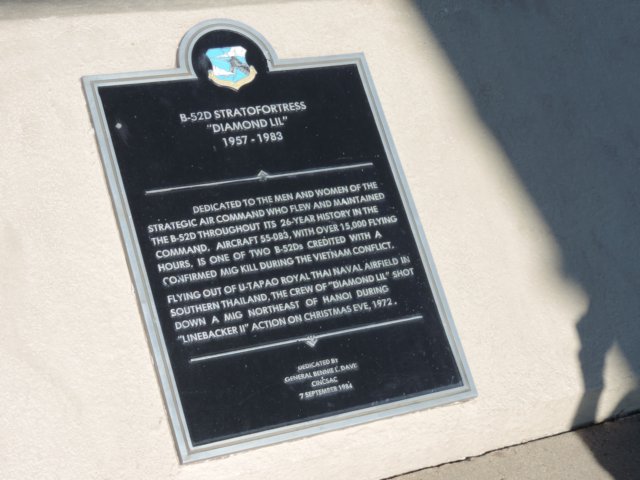 B-52D STRATOFORTRESS
"DIAMOND LIL"
1957 - 1983
DEDICATED TO THE MEN AND WOMEN OF THE
STRATEGIC AIR COMMAND WHO FLEW AND MAINTAINED
THE B-52D THROUGHOUT ITS 26-YEAR HISTORY IN THE
COMMAND. AIRCRAFT 55-083, WITH OVER 15,000 FLYING
HOURS, IS ONE OF TWO B-52Ds CREDITED WITH A
CONFIRMED MIG KILL DURING THE VIETNAM CONFLICT.
FLYING OUT OF U-TAPAO ROYAL THAI NAVAL AIRFIELD IN
SOUTHERN THAILAND, THE CREW OF "DIAMOND LIL" SHOT
DOWN A MIG NORTHEAST OF HANOI DURING
"LINEBACKER II" ACTION ON CHRISTMAS EVE, 1972.
DEDICATED BY
GENERAL BENNIE L. DAVIS
CINCSAC
7 SEPTEMBER 1984